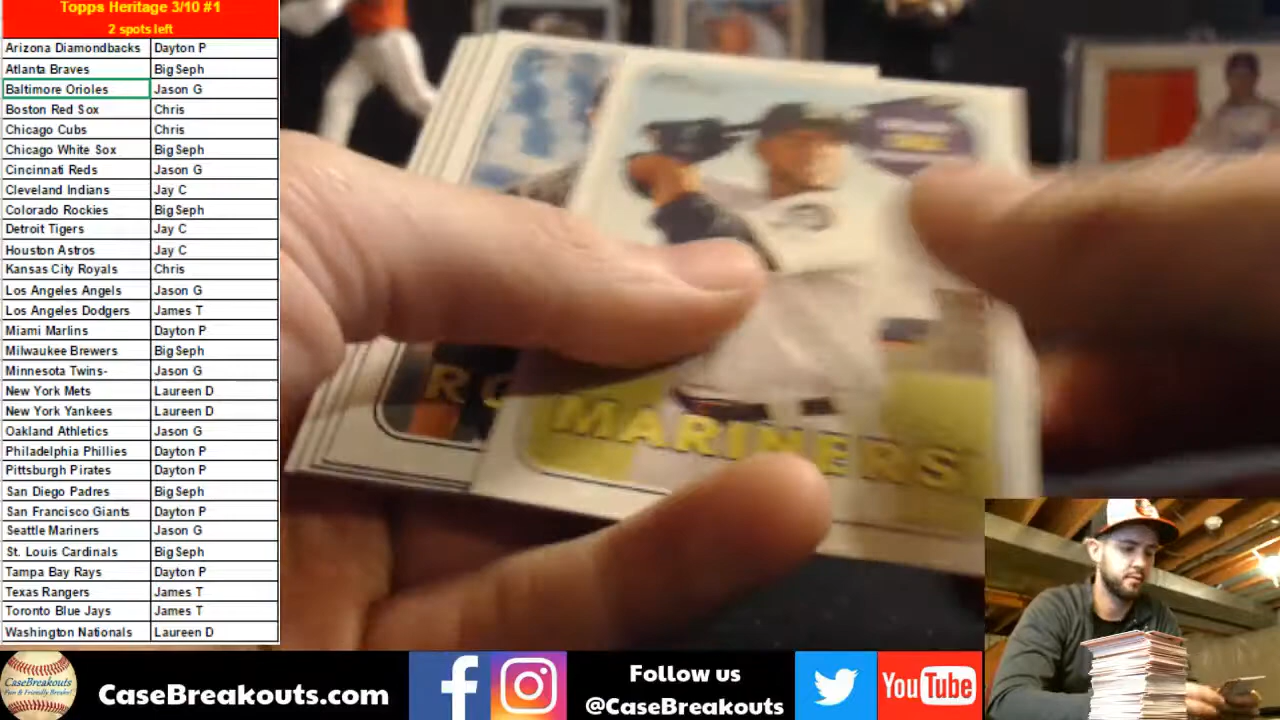 Topps Heritage 3/10 #1
2 spots left
Arizona Diamondbacks Dayton P
Atlanta Braves Big Seph
Baltimore Orioles Jason G
Boston Red Sox Chris
Chicago Cubs Chris
Chicago White Sox Big Seph
Cincinnati Reds Jason G
Cleveland Indians Jay C
Colorado Rockies Big Seph
Detroit Tigers Jay C
Houston Astros Jay C
Kansas City Royals Chris
Los Angeles Angels Jason G
Los Angeles Dodgers James T
Miami Marlins Dayton P
Milwaukee Brewers Big Seph
Minnesota Twins- Jason G
New York Mets Laureen D
New York Yankees Laureen D
Oakland Athletics Jason G
Philadelphia Phillies Dayton P
Pittsburgh Pirates Dayton P
San Diego Padres Big Seph
San Francisco Giants Dayton P
Seattle Mariners Jason G
St. Louis Cardinals Big Seph
Tampa Bay Rays Dayton P
Texas Rangers James T
Toronto Blue Jays James T
Washington Nationals Laureen D
MARINERS
CaseBreakouts
Fun & Friendly Breaks!
CaseBreakouts.com
Follow us
@CaseBreakouts
YouTube